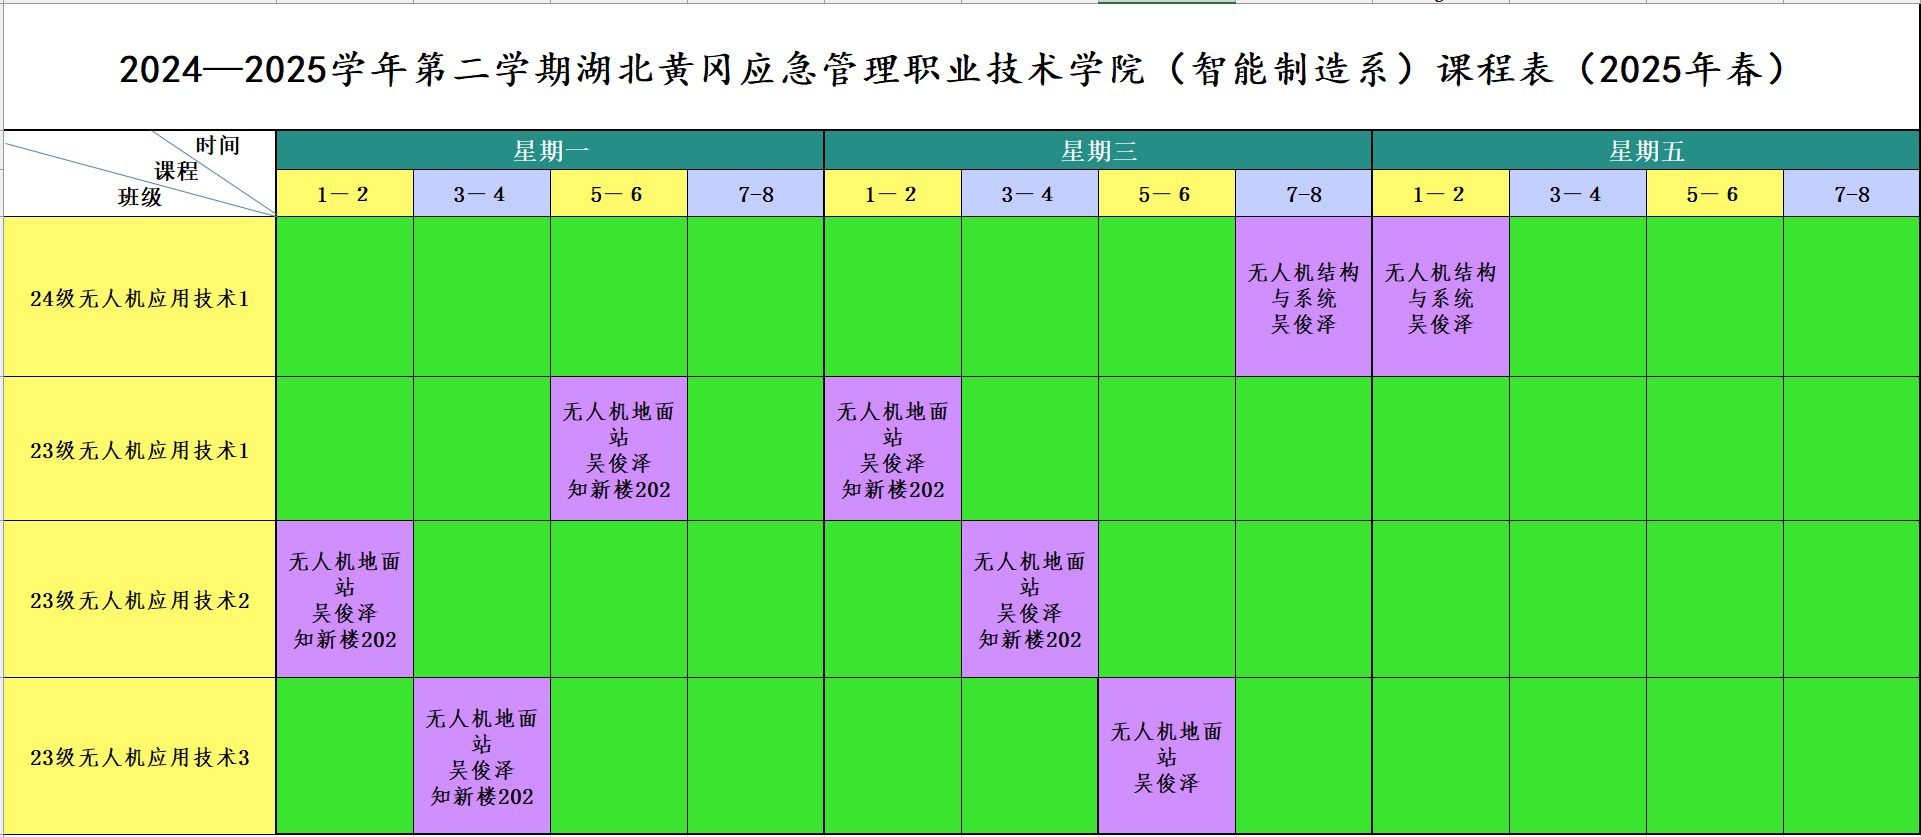 2024—2025学年第二学期湖北黄冈应急管理职业技术学院（智能制造系）课程表（2025年春）
时间
课程
班级
星期一
星期三
星期五
1－2
3－4
5－6
7-8
1－2
3－4
5－6
7-8
1－2
3－4
5－6
7-8
24级无人机应用技术1
无人机结构
与系统
吴俊泽
无人机结构
与系统
吴俊泽
23级无人机应用技术1
无人机地面
站
吴俊泽
知新楼202
无人机地面
站
吴俊泽
知新楼202
23级无人机应用技术2
无人机地面
站
吴俊泽
知新楼202
无人机地面
站
吴俊泽
知新楼202
23级无人机应用技术3
无人机地面
站
吴俊泽
知新楼202
无人机地面
站
吴俊泽